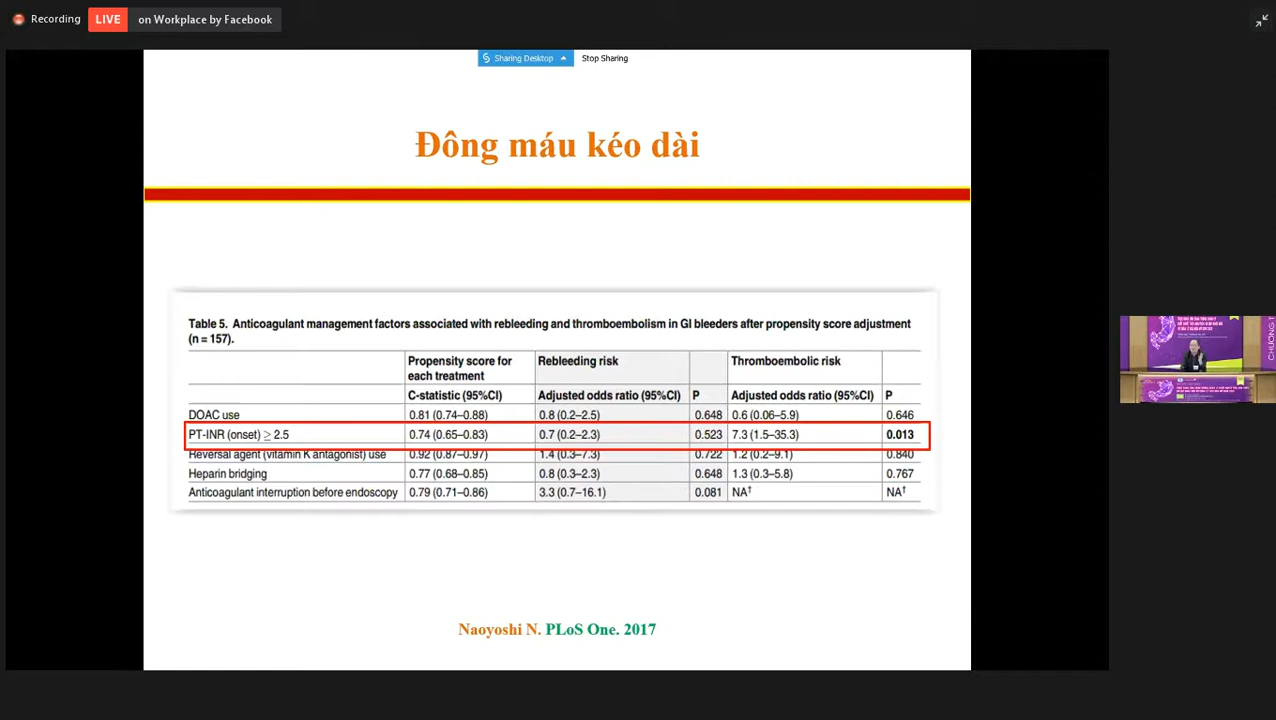 Recording
LIVE
on Workplace by Facebook
Sharing Desktop
Stop Sharing
Đông máu kéo dài
Table 5. Anticoagulant management factors associated with rebleeding and thromboembolism in GI bleeders after propensity score adjustment
(n = 157).
Propensity score for each treatment Rebleeding risk Thromboembolic risk
C-statistic (95%CI) Adjusted odds ratio (95%CI) P Adjusted odds ratio (95%CI) P
DOAC use 0.81 (0.74–0.88) 0.8 (0.2–2.5) 0.648 0.6 (0.06–5.9) 0.646
PT-INR (onset) ≥ 2.5 0.74 (0.65–0.83) 0.7 (0.2–2.3) 0.523 7.3 (1.5–35.3) 0.013
Reversal agent (vitamin K antagonist) use 0.92 (0.87–0.97) 1.4 (0.3–7.3) 0.722 1.2 (0.2–9.1) 0.840
Heparin bridging 0.77 (0.68–0.85) 0.8 (0.3–2.3) 0.648 1.3 (0.3–5.8) 0.767
Anticoagulant interruption before endoscopy 0.79 (0.71–0.86) 3.3 (0.7–16.1) 0.081 NA† NA†
Naoyoshi N. PLoS One. 2017